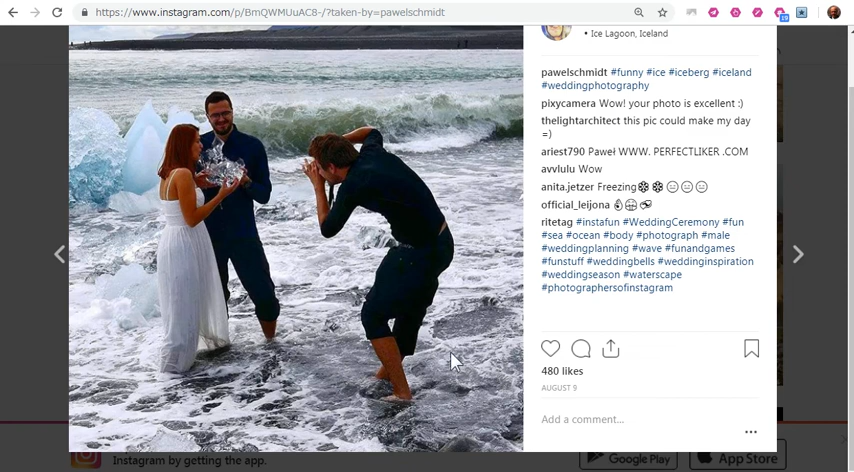 https://www.instagram.com/p/BmQWMUuAC8-/?taken-by=pawelschmidt
19
• Ice Lagoon, Iceland
pawelschmidt #funny #ice #iceberg #iceland
#weddingphotography
pixycamera Wow! your photo is excellent :)
thelightarchitect this pic could make my day
=)
ariest790 Paweł WWW. PERFECTLIKER .COM
avvlulu Wow
anita.jetzer Freezing
official_leijona
ritetag #instafun #WeddingCeremony #fun
#sea #ocean #body #photograph #male
#weddingplanning #wave #funandgames
#funstuff #weddingbells #weddinginspiration
#weddingseason #waterscape
#photographersofinstagram
480 likes
AUGUST 9
Add a comment...
Instagram by getting the app.
Google Play
App Store